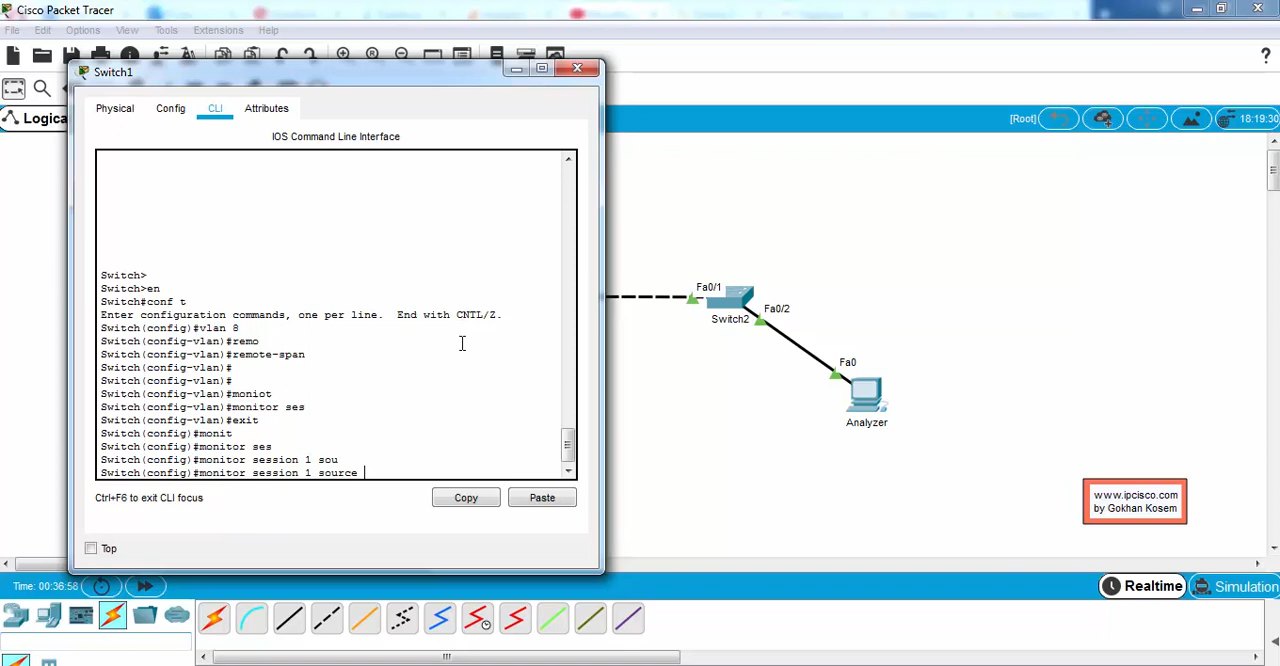 Cisco Packet Tracer
File Edit Options View Tools Extensions Help
Switch1
Physical Config CLI Attributes
IOS Command Line Interface
Switch>
Switch>en
Switch#conf t
Enter configuration commands, one per line. End with CNTL/Z.
Switch(config)#vlan 8
Switch(config-vlan)#remo
Switch(config-vlan)#remote-span
Switch(config-vlan)#
Switch(config-vlan)#
Switch(config-vlan)#moniot
Switch(config-vlan)#monitor ses
Switch(config-vlan)#exit
Switch(config)#monit
Switch(config)#monitor ses
Switch(config)#monitor session 1 sou
Switch(config)#monitor session 1 source
Ctrl+F6 to exit CLI focus
Copy
Paste
Top
Logica
[Root]
18:19:30
Fa0/1
Switch2
Fa0/2
Fa0
Analyzer
www.ipcisco.com
by Gokhan Kosem
Time: 00:36:58
Realtime
Simulation